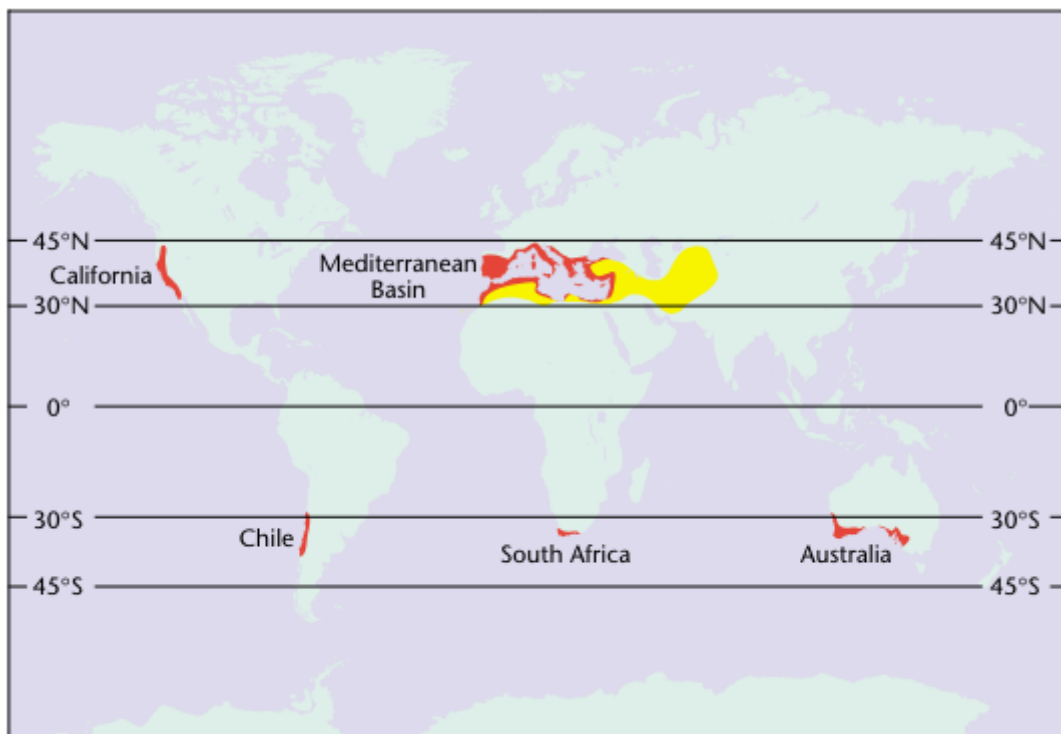 45°N
45°N
Mediterranean
Basin
California
30°N
30°N
0°
0°
30°S
30°S
Chile
South Africa
Australia
45°S
45°S